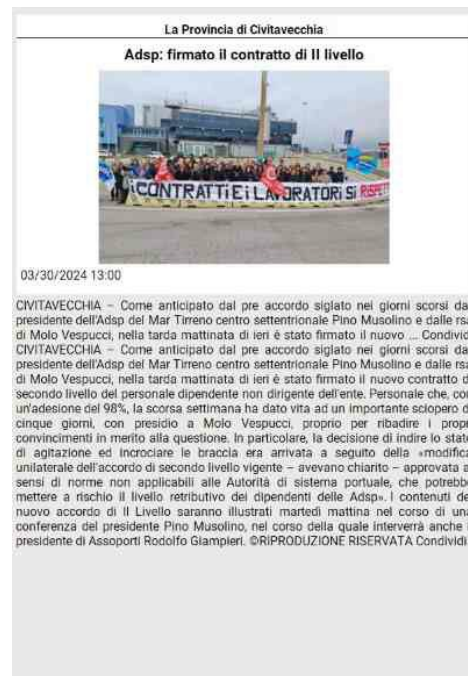 La Provincia di Civitavecchia
Adsp: firmato il contratto di II livello
i CONTRATTI E i LAVORATORi Si RISPETT
03/30/2024 13:00
CIVITAVECCHIA – Come anticipato dal pre accordo siglato nei giorni scorsi da
presidente dell'Adsp del Mar Tirreno centro settentrionale Pino Musolino e dalle rsa
di Molo Vespucci, nella tarda mattinata di ieri è stato firmato il nuovo ... Condivid
CIVITAVECCHIA – Come anticipato dal pre accordo siglato nei giorni scorsi da
presidente dell'Adsp del Mar Tirreno centro settentrionale Pino Musolino e dalle rsa
di Molo Vespucci, nella tarda mattinata di ieri è stato firmato il nuovo contratto d
secondo livello del personale dipendente non dirigente dell'ente. Personale che, con
un'adesione del 98%, la scorsa settimana ha dato vita ad un importante sciopero d
cinque giorni, con presidio a Molo Vespucci, proprio per ribadire i propr
convincimenti in merito alla questione. In particolare, la decisione di indire lo stato
di agitazione ed incrociare le braccia era arrivata a seguito della «modifica
unilaterale dell'accordo di secondo livello vigente – avevano chiarito – approvata a
sensi di norme non applicabili alle Autorità di sistema portuale, che potrebbe
mettere a rischio il livello retributivo dei dipendenti delle Adsp». I contenuti de
nuovo accordo di II Livello saranno illustrati martedì mattina nel corso di una
conferenza del presidente Pino Musolino, nel corso della quale interverrà anche i
presidente di Assoporti Rodolfo Giampieri. ©RIPRODUZIONE RISERVATA Condividi